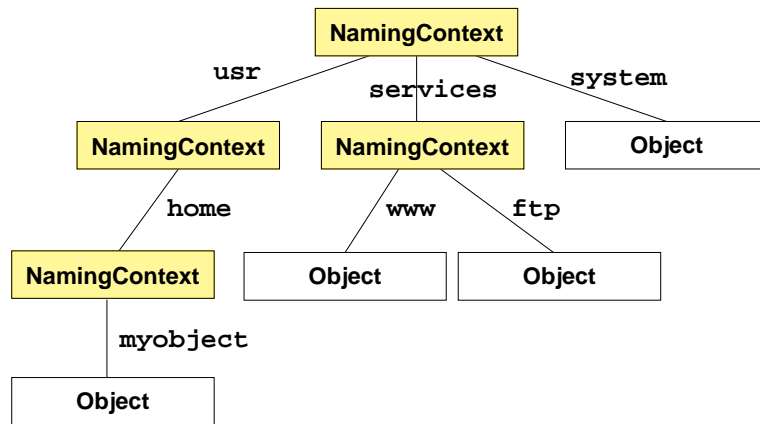 NamingContext
usr
services
system
NamingContext
NamingContext
Object
home
www
ftp
NamingContext
Object
Object
myobject
Object